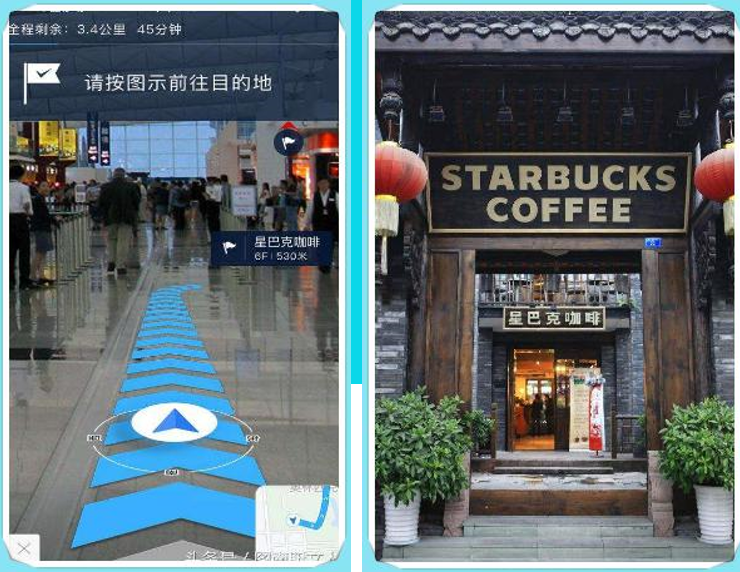 全程剩余：3.4公里 45分钟
请按图示前往目的地
星巴克咖啡
6F | 530米
STARBUCKS
COFFEE
星巴克咖啡